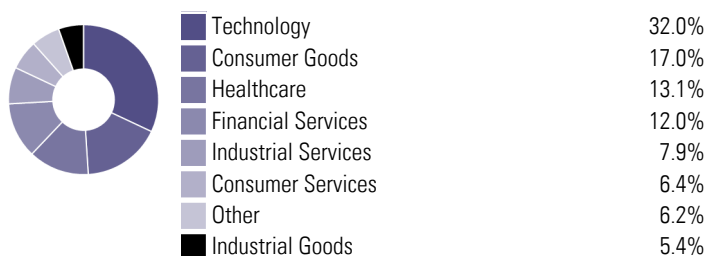 Technology 32.0%
Consumer Goods 17.0%
Healthcare 13.1%
Financial Services 12.0%
Industrial Services 7.9%
Consumer Services 6.4%
Other 6.2%
Industrial Goods 5.4%